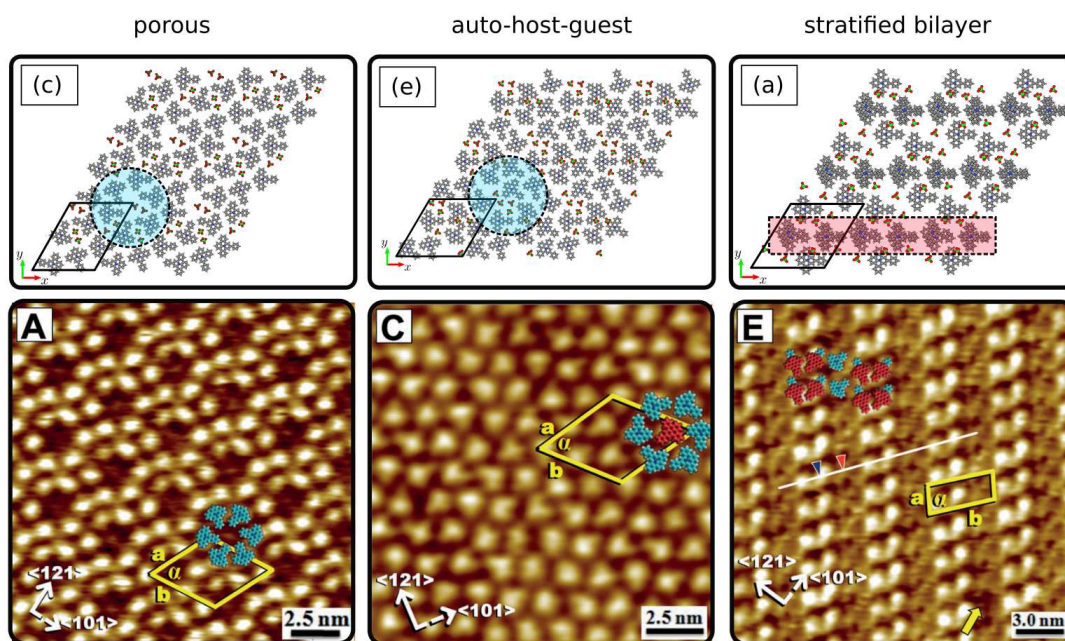 porous
auto-host-guest
stratified bilayer
(c)
y
x
(e)
y
x
(a)
y
x
A
a
α
b
<121>
<101>
2.5 nm
C
a
α
b
<121>
<101>
2.5 nm
E
a
α
b
<121>
<101>
3.0 nm